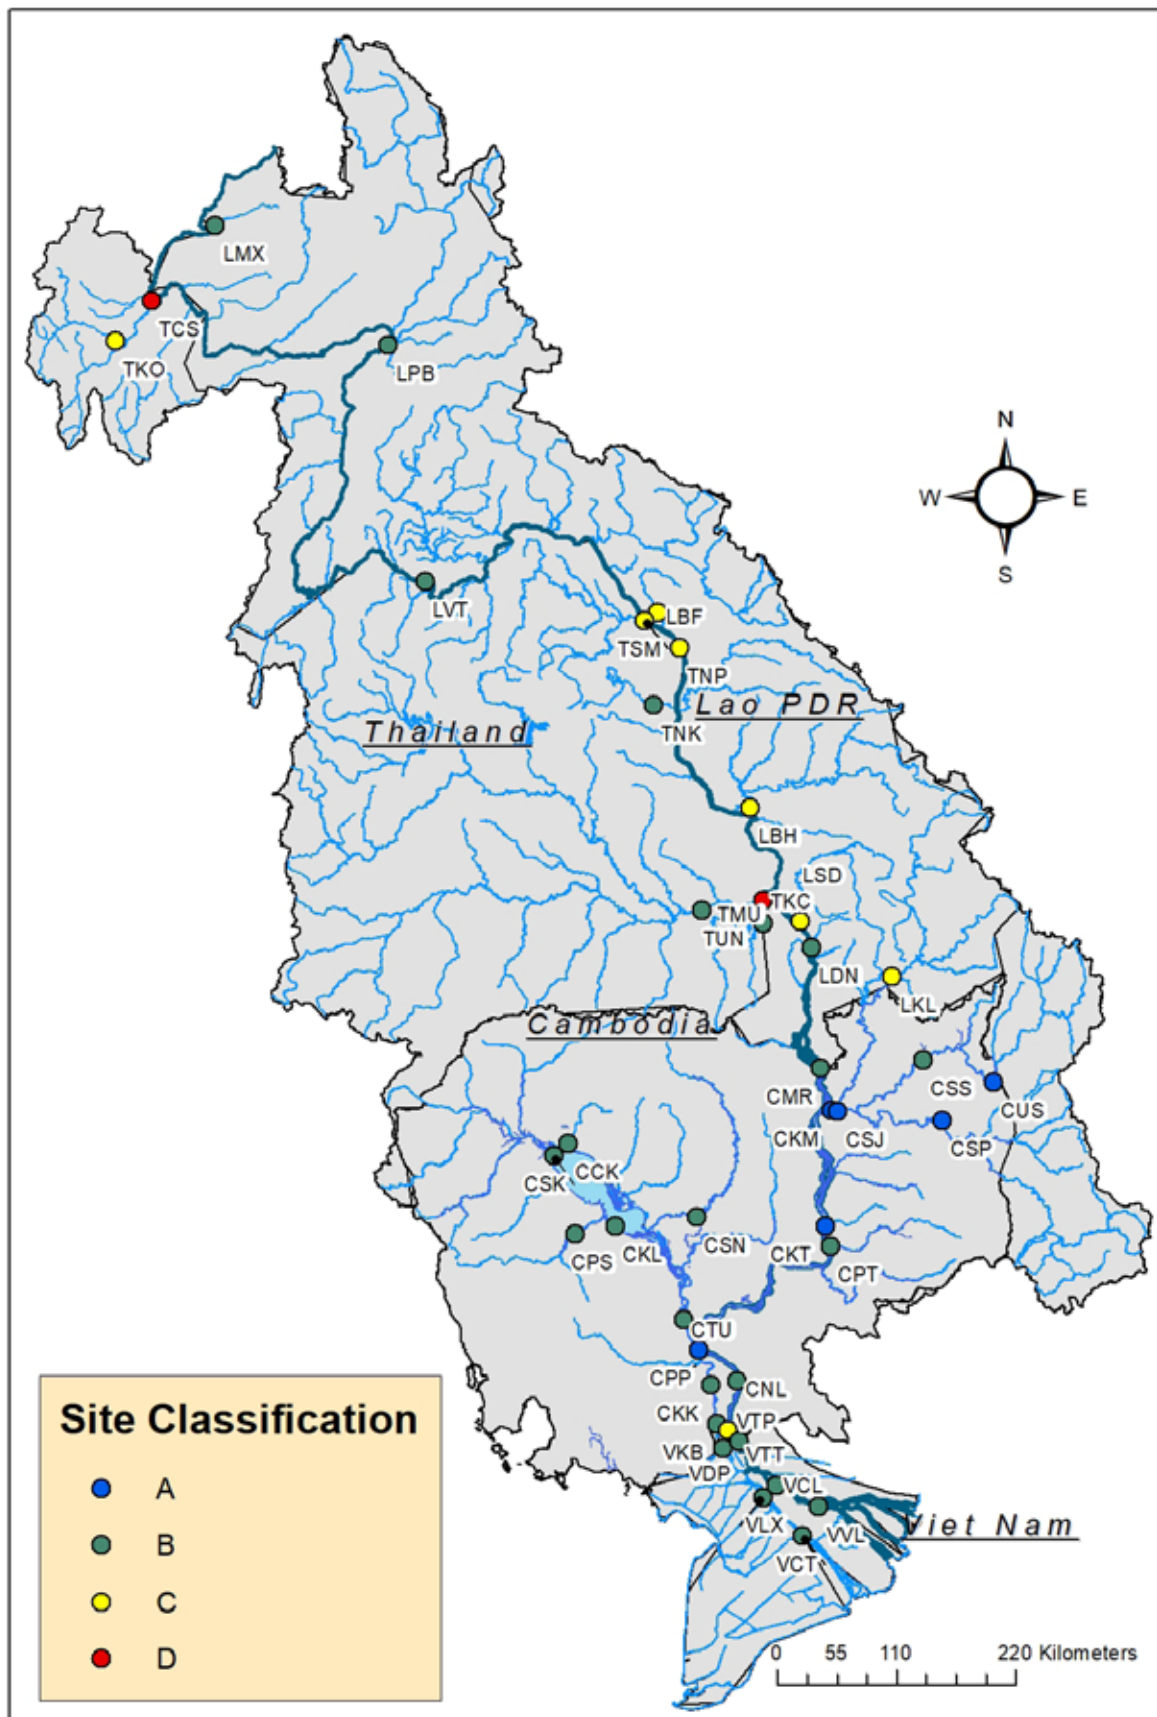 LMX
TCS
TKO
LPB
N
W
E
S
LVT
LBF
TSM
TNP
Lao PDR
Thailand
TNK
LBH
LSD
TKC
TMU
TUN
LDN
LKL
Cambodia
CSS
CMR
CUS
CKM
CSJ
CSP
CCK
CSK
CSN
CKL
CPS
CKT
CPT
CTU
CPP
CNL
CKK
VTP
VKB
VTT
VDP
VCL
VLX
VVL
Viet Nam
VCT
Site Classification
A
B
C
D
0 55 110 220 Kilometers